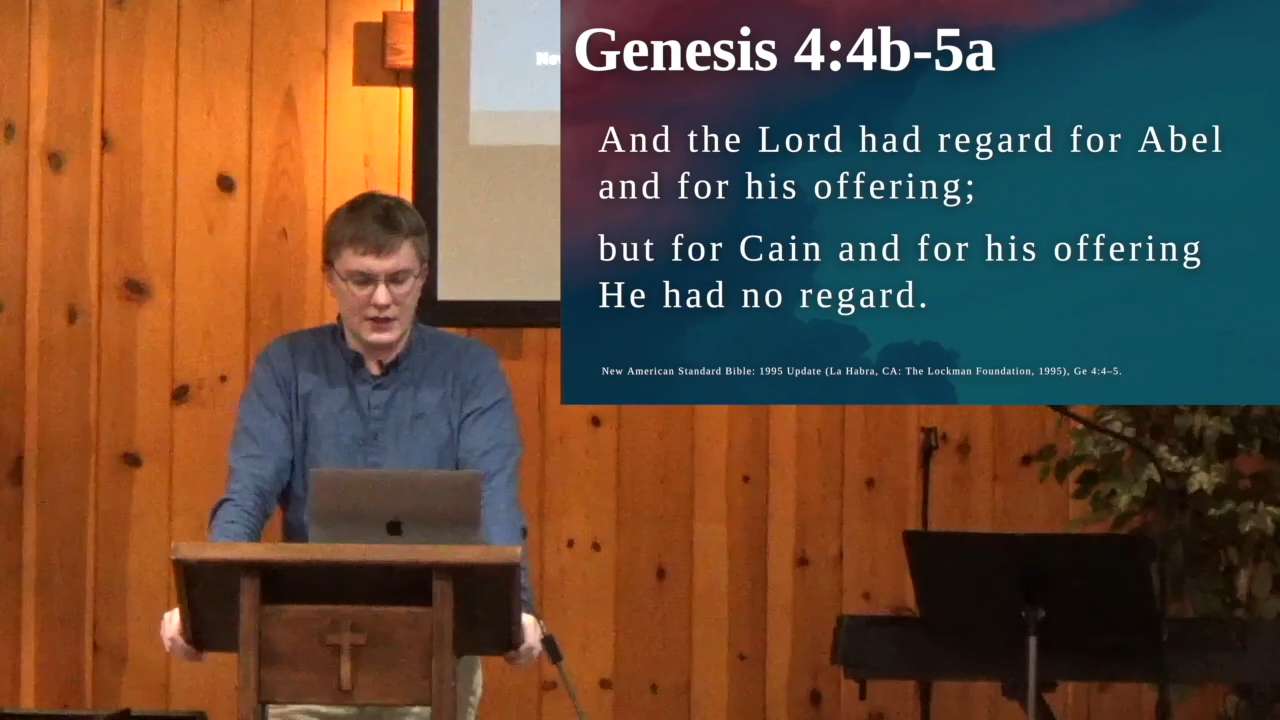 Genesis 4:4b-5a
And the Lord had regard for Abel
and for his offering;
but for Cain and for his offering
He had no regard.
New American Standard Bible: 1995 Update (La Habra, CA: The Lockman Foundation, 1995), Ge 4:4–5.